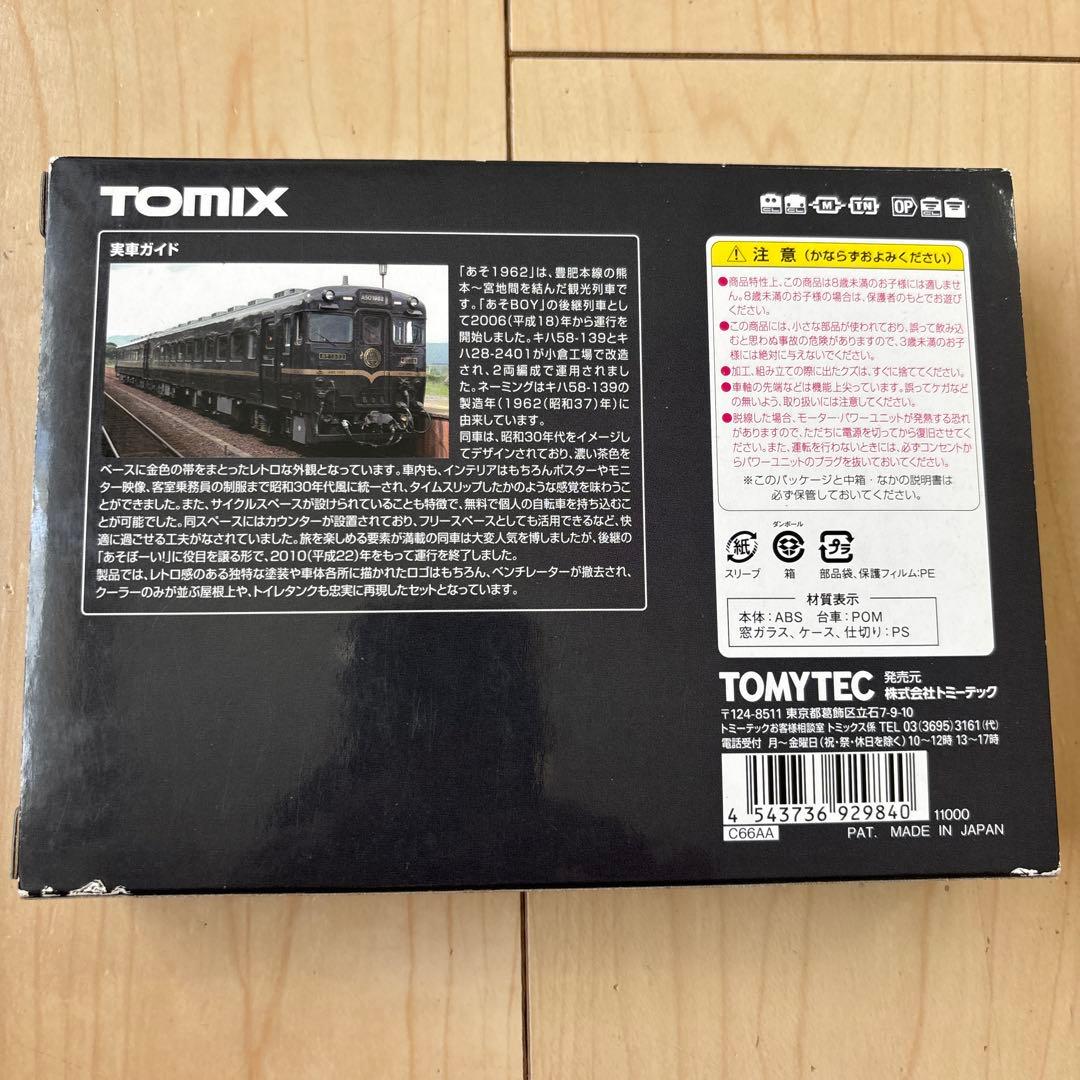 TOMIX
M TN OP
実車ガイド
ASO 1962
「あそ1962」は、豊肥本線の熊
本〜宮地間を結んだ観光列車で
す。「あそBOY」の後継列車とし
て2006(平成18)年から運行を
開始しました。キハ58-139とキ
ハ28-2401が小倉工場で改造
され、2両編成で運用されまし
た。ネーミングはキハ58-139の
製造年(1962(昭和37)年)に
由来しています。
同車は、昭和30年代をイメージし
てデザインされており、濃い茶色を
ベースに金色の帯をまとったレトロな外観となっています。車内も、インテリアはもちろんポスターやモニ
ター映像、客室乗務員の制服まで昭和30年代風に統一され、タイムスリップしたかのような感覚を味わうこ
とができました。また、サイクルスペースが設けられていることも特徴で、無料で個人の自転車を持ち込むこ
とが可能でした。同スペースにはカウンターが設置されており、フリースペースとしても活用できるなど、快
適に過ごせる工夫がなされていました。旅を楽しめる要素が満載の同車は大変人気を博しましたが、後継の
「あそぼーい!」に役目を譲る形で、2010(平成22)年をもって運行を終了しました。
製品では、レトロ感のある独特な塗装や車体各所に描かれたロゴはもちろん、ベンチレーターが撤去され、
クーラーのみが並ぶ屋根上や、トイレタンクも忠実に再現したセットとなっています。
注 意 (かならずおよみください)
●商品特性上、この商品は8歳未満のお子様には適しませ
ん。8歳未満のお子様の場合は、保護者のもとでお遊び
ください。
●この商品には、小さな部品が使われており、誤って飲み込
むと思わぬ事故の危険がありますので、3歳未満のお子
様には絶対に与えないでください。
●加工、組み立ての際に出たクズは、すぐに捨ててください。
●車軸の先端などは機能上尖っています。誤ってケガなど
の無いよう、取り扱いには注意してください。
●脱線した場合、モーター・パワーユニットが発熱する恐れ
がありますので、ただちに電源を切ってから復旧させてくだ
さい。また、運転を行わないときには、必ずコンセントか
らパワーユニットのプラグを抜いておいてください。
※このパッケージと中箱・なかの説明書は
必ず保管しておいてください。
紙
スリーブ
ダンボール
箱
プラ
部品袋、保護フィルム:PE
材質表示
本体:ABS 台車:POM
窓ガラス、ケース、仕切り:PS
TOMYTEC 発売元
株式会社トミーテック
〒124-8511 東京都葛飾区立石7-9-10
トミーテックお客様相談室 トミックス係 TEL 03(3695)3161(代)
電話受付 月〜金曜日(祝・祭・休日を除く)10〜12時 13〜17時
4 543736 929840
11000
C66AA
PAT. MADE IN JAPAN